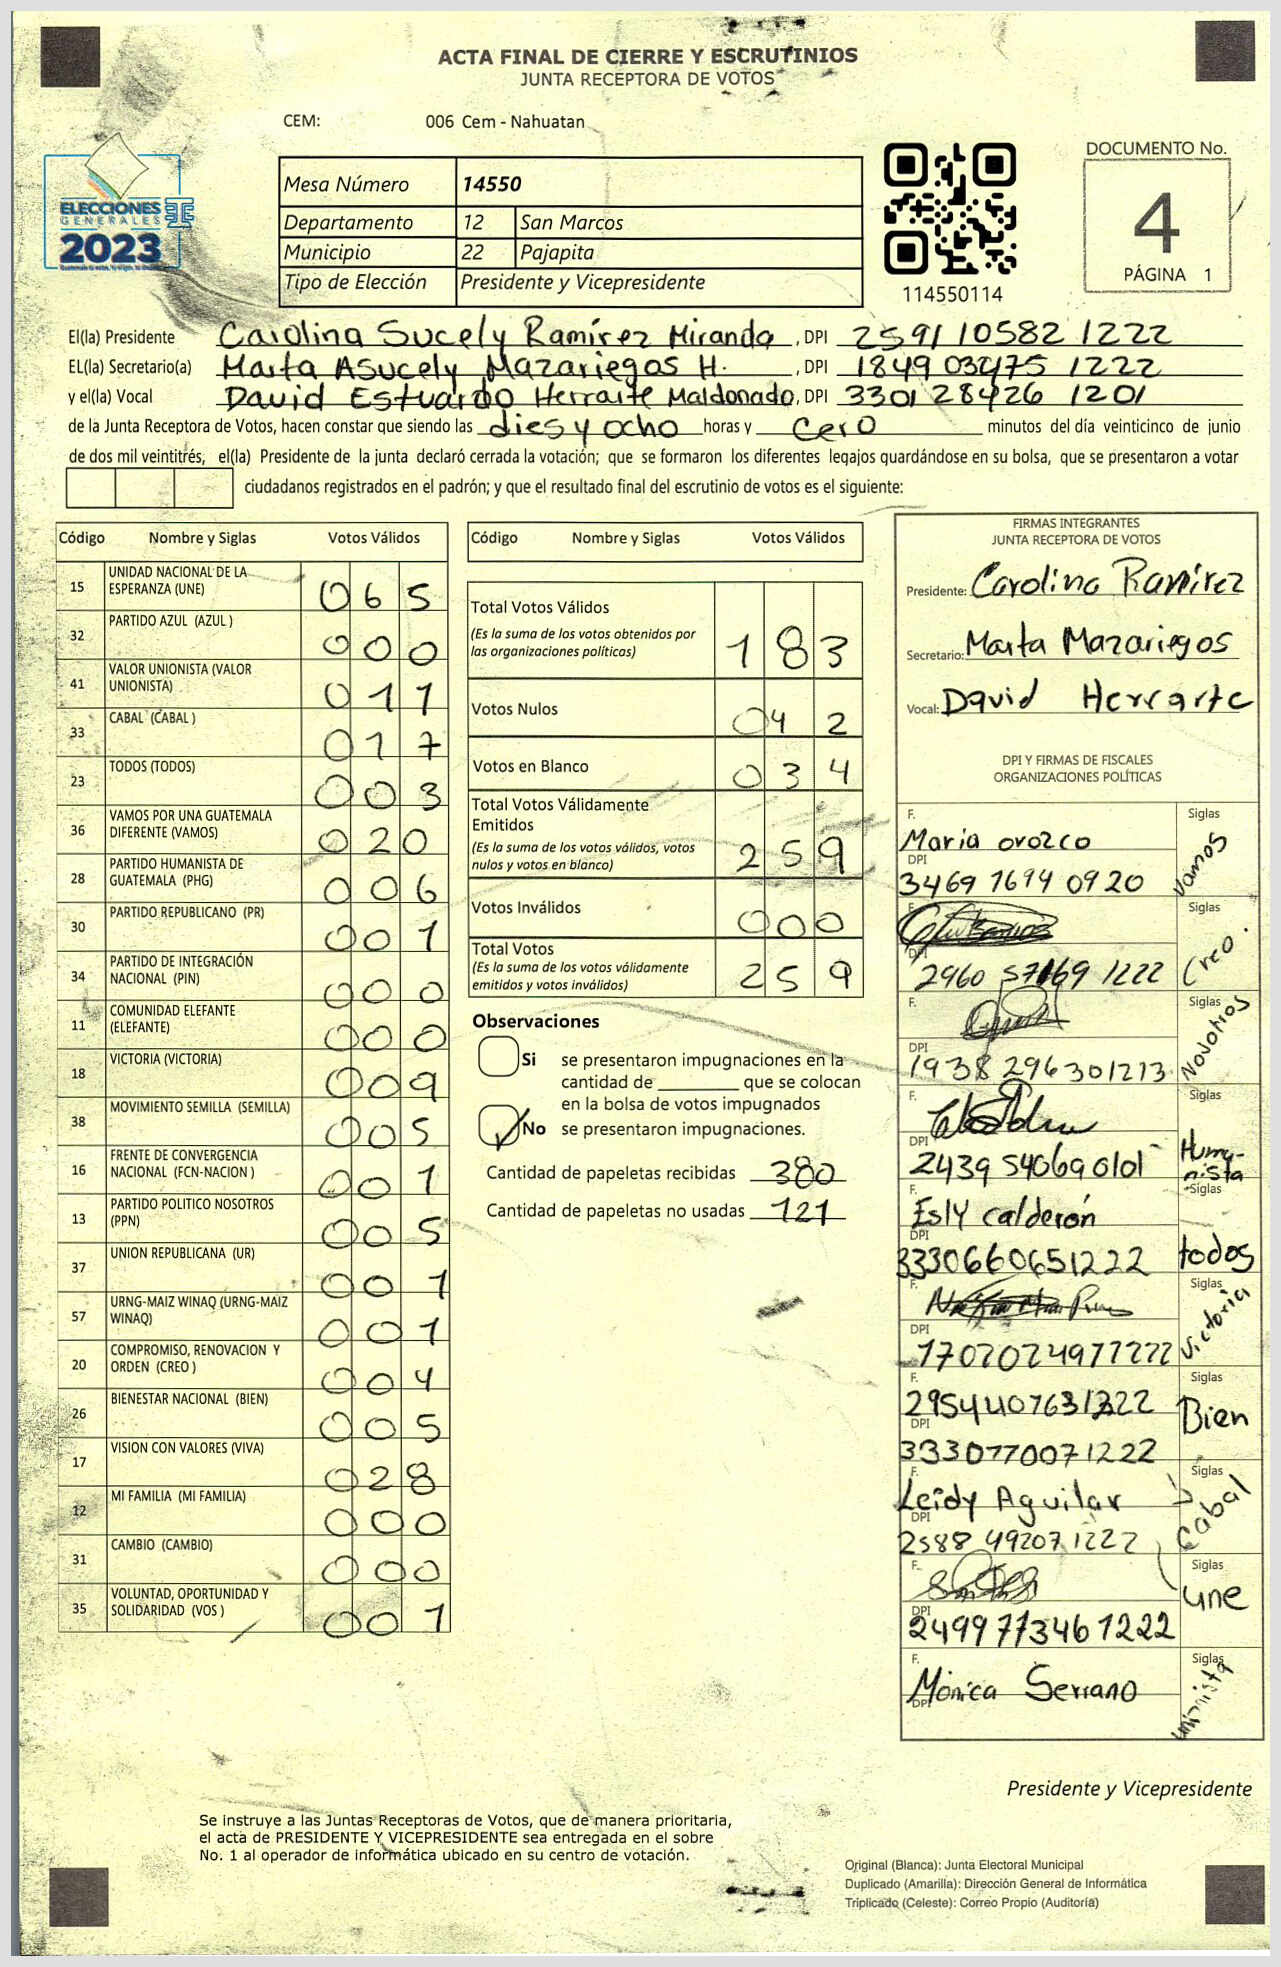 ACTA FINAL DE CIERRE Y ESCRUTINIOS
JUNTA RECEPTORA DE VOTOS
CEM: 006 Cem - Nahuatan
ELECCIONES
GENERALES
2023
Mesa Número 14550
Departamento 12 San Marcos
Municipio 22 Pajapita
Tipo de Elección Presidente y Vicepresidente
114550114
DOCUMENTO No.
4
PÁGINA 1
El(la) Presidente Carolina Sucely Ramírez Miranda, DPI 2591 10582 1222
EL(la) Secretario(a) Marta Asucely Mazariegos H., DPI 1849 03475 1222
y el(la) Vocal David Estuardo Herrarte Maldonado, DPI 3301 28426 1201
de la Junta Receptora de Votos, hacen constar que siendo las dies y ocho horas y cero minutos del día veinticinco de junio
de dos mil veintitrés, el(la) Presidente de la junta declaró cerrada la votación; que se formaron los diferentes legajos quardándose en su bolsa, que se presentaron a votar
ciudadanos registrados en el padrón; y que el resultado final del escrutinio de votos es el siguiente:
Código Nombre y Siglas Votos Válidos
15 UNIDAD NACIONAL DE LA ESPERANZA (UNE) 065
32 PARTIDO AZUL (AZUL ) 000
41 VALOR UNIONISTA (VALOR UNIONISTA) 011
33 CABAL (CABAL ) 017
23 TODOS (TODOS) 003
36 VAMOS POR UNA GUATEMALA DIFERENTE (VAMOS) 020
28 PARTIDO HUMANISTA DE GUATEMALA (PHG) 006
30 PARTIDO REPUBLICANO (PR) 001
34 PARTIDO DE INTEGRACIÓN NACIONAL (PIN) 000
11 COMUNIDAD ELEFANTE (ELEFANTE) 000
18 VICTORIA (VICTORIA) 009
38 MOVIMIENTO SEMILLA (SEMILLA) 005
16 FRENTE DE CONVERGENCIA NACIONAL (FCN-NACION ) 001
13 PARTIDO POLITICO NOSOTROS (PPN) 005
37 UNION REPUBLICANA (UR) 001
57 URNG-MAIZ WINAQ (URNG-MAIZ WINAQ) 001
20 COMPROMISO, RENOVACION Y ORDEN (CREO ) 004
26 BIENESTAR NACIONAL (BIEN) 005
17 VISION CON VALORES (VIVA) 028
12 MI FAMILIA (MI FAMILIA) 000
31 CAMBIO (CAMBIO) 000
35 VOLUNTAD, OPORTUNIDAD Y SOLIDARIDAD (VOS ) 001
Código Nombre y Siglas Votos Válidos
Total Votos Válidos 183
(Es la suma de los votos obtenidos por
las organizaciones políticas)
Votos Nulos 042
Votos en Blanco 034
Total Votos Válidamente
Emitidos 259
(Es la suma de los votos válidos, votos
nulos y votos en blanco)
Votos Inválidos 000
Total Votos 259
(Es la suma de los votos válidamente
emitidos y votos inválidos)
Observaciones
Si se presentaron impugnaciones en la
cantidad de ________ que se colocan
en la bolsa de votos impugnados
No se presentaron impugnaciones.
Cantidad de papeletas recibidas 380
Cantidad de papeletas no usadas 121
FIRMAS INTEGRANTES
JUNTA RECEPTORA DE VOTOS
Presidente: Carolina Ramirez
Secretario: Marta Mazariegos
Vocal: David Herrarte
DPI Y FIRMAS DE FISCALES
ORGANIZACIONES POLÍTICAS
F. Maria orozco Siglas Vamos
DPI 3469 7694 0920
F. Siglas Creo.
DPI 2960 57169 1222
F. Siglas Nosotros
DPI 1938 296301213
F. Siglas Humanista
DPI 2439 540690101
F. Esly calderón Siglas todos
DPI 3330660651222
F. Siglas Victoria
DPI
F. 2954407631222 Siglas Bien
DPI 3330770071222
F. Leidy Aguilar Siglas Cabal
DPI 2588 492071222
F. Siglas Une
DPI 2499773461222
F. Monica Serrano Siglas unionista
DPI
Presidente y Vicepresidente
Se instruye a las Juntas Receptoras de Votos, que de manera prioritaria,
el acta de PRESIDENTE Y VICEPRESIDENTE sea entregada en el sobre
No. 1 al operador de informática ubicado en su centro de votación.
Original (Blanca): Junta Electoral Municipal
Duplicado (Amarilla): Dirección General de Informática
Triplicado (Celeste): Correo Propio (Auditoría)